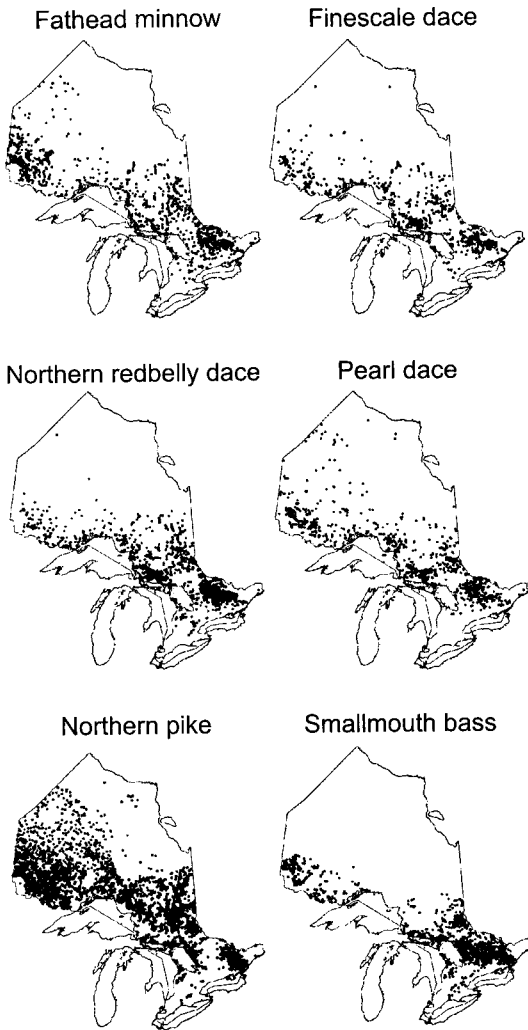 Fathead minnow
Finescale dace
Northern redbelly dace
Pearl dace
Northern pike
Smallmouth bass